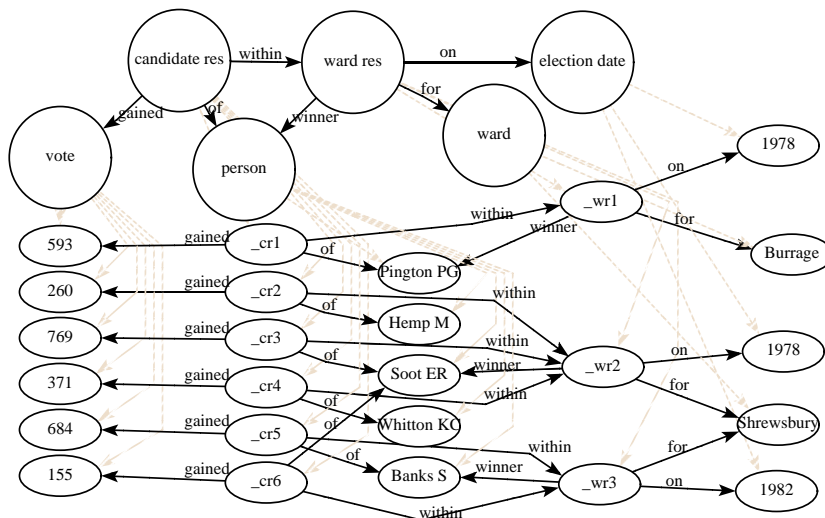 candidate res within ward res on election date
gained of winner for
vote person ward
1978
_wr1 on
within
593 gained _cr1 winner for
of Pington PG Burrage
260 gained _cr2 within
of Hemp M
769 gained _cr3 within 1978
of Soot ER winner _wr2 on
371 gained _cr4 within for
of Whitton KC Shrewsbury
684 gained _cr5 of within for
of Banks S winner _wr3 on 1982
155 gained _cr6
within